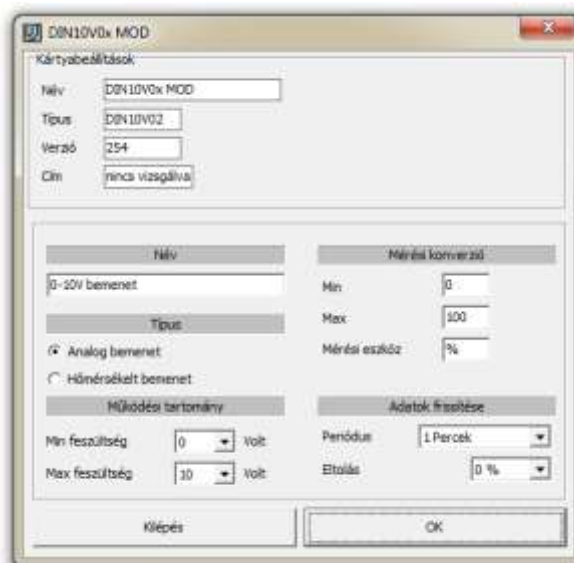 DIN10V0x MOD
Kártyabeállítások
Név DIN10V0x MOD
Típus DIN10V02
Verzió 254
Cím nincs vizsgálva
Név
0-10V bemenet
Típus
Analog bemenet
Hőmérsékelt bemenet
Működési tartomány
Min feszültség 0 Volt
Max feszültség 10 Volt
Mérési konverzió
Min 0
Max 100
Mérési eszköz %
Adatok frissítése
Periódus 1 Percek
Eltolás 0 %
Kilépés
OK